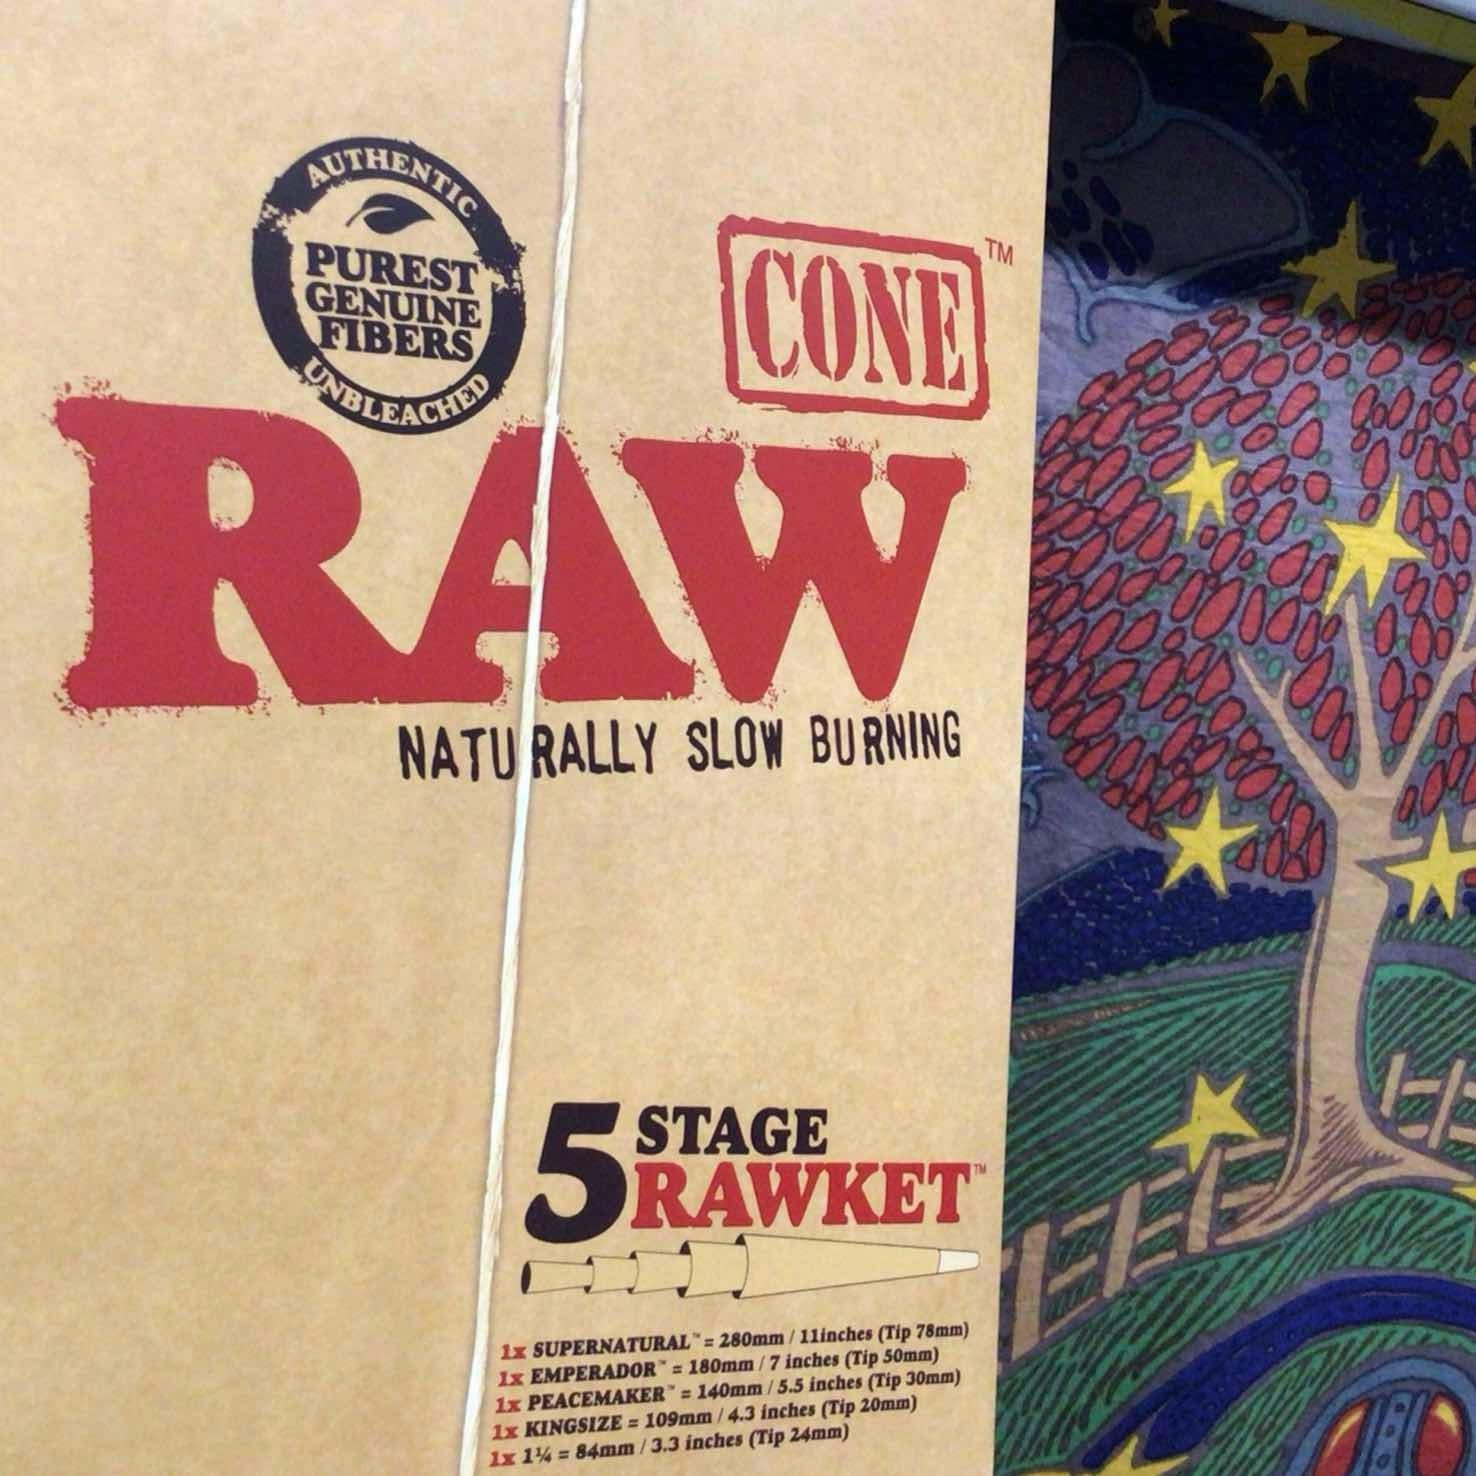 AUTHENTIC
PUREST
GENUINE
FIBERS
UNBLEACHED
CONE™
RAW
NATURALLY SLOW BURNING
5 STAGE
RAWKET™
1x SUPERNATURAL™ = 280mm / 11inches (Tip 78mm)
1x EMPERADOR™ = 180mm / 7 inches (Tip 50mm)
1x PEACEMAKER™ = 140mm / 5.5 inches (Tip 30mm)
1x KINGSIZE = 109mm / 4.3 inches (Tip 20mm)
1x 1¼ = 84mm / 3.3 inches (Tip 24mm)